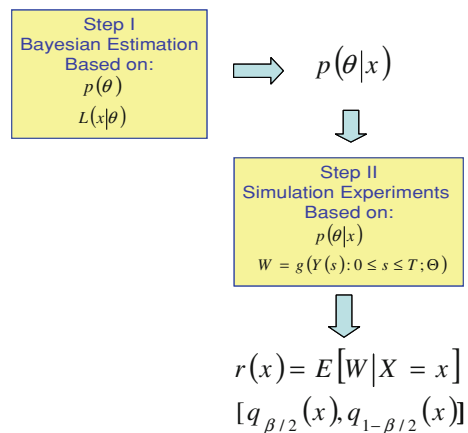 Step I
Bayesian Estimation
Based on:
p(θ)
L(x|θ)
p(θ|x)
Step II
Simulation Experiments
Based on:
p(θ|x)
W = g(Y(s): 0 ≤ s ≤ T; Θ)
r(x) = E[W|X = x]
[q_{β/2}(x), q_{1−β/2}(x)]